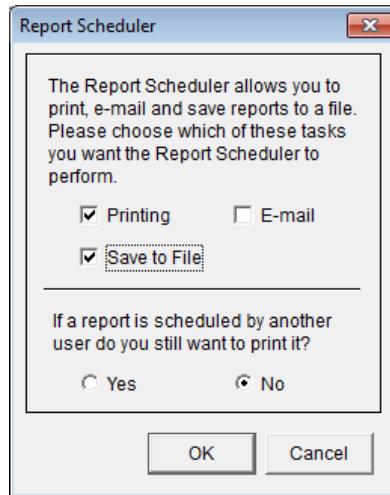 Report Scheduler
The Report Scheduler allows you to
print, e-mail and save reports to a file.
Please choose which of these tasks
you want the Report Scheduler to
perform.
Printing E-mail
Save to File
If a report is scheduled by another
user do you still want to print it?
Yes No
OK Cancel